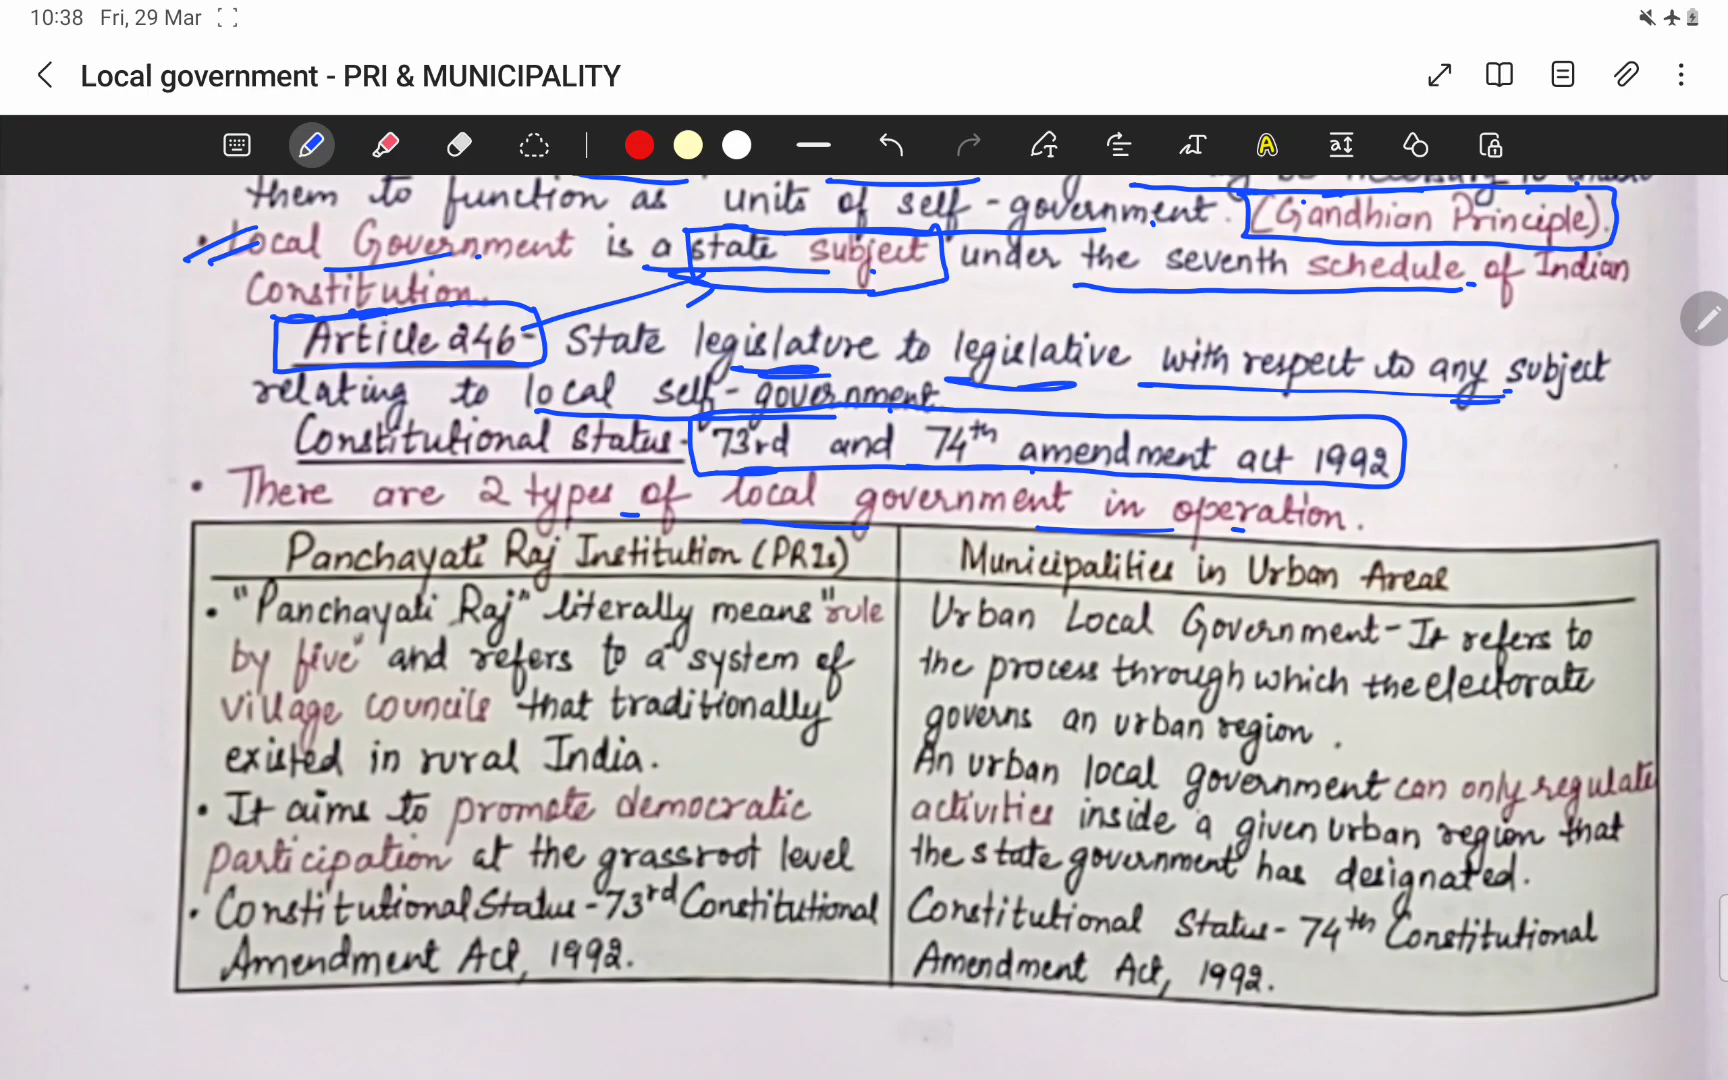 10:38 Fri, 29 Mar
Local government - PRI & MUNICIPALITY
them to function as units of self-government. (Gandhian Principle).
• Local Government is a state subject under the seventh schedule of Indian
Constitution.
Article 246- State legislature to legislative with respect to any subject
relating to local self-government
Constitutional Status- 73rd and 74th amendment act 1992
• There are 2 types of local government in operation.
Panchayati Raj Institution (PRIs)
• "Panchayati Raj" literally means "rule
by five" and refers to a system of
village councils that traditionally
existed in rural India.
• It aims to promote democratic
participation at the grassroot level
• Constitutional Status-73rd Constitutional
Amendment Act, 1992.
Municipalities in Urban Areas
Urban Local Government-It refers to
the process through which the electorate
governs an urban region.
An urban local government can only regulate
activities inside a given urban region that
the state government has designated.
Constitutional Status- 74th Constitutional
Amendment Act, 1992.